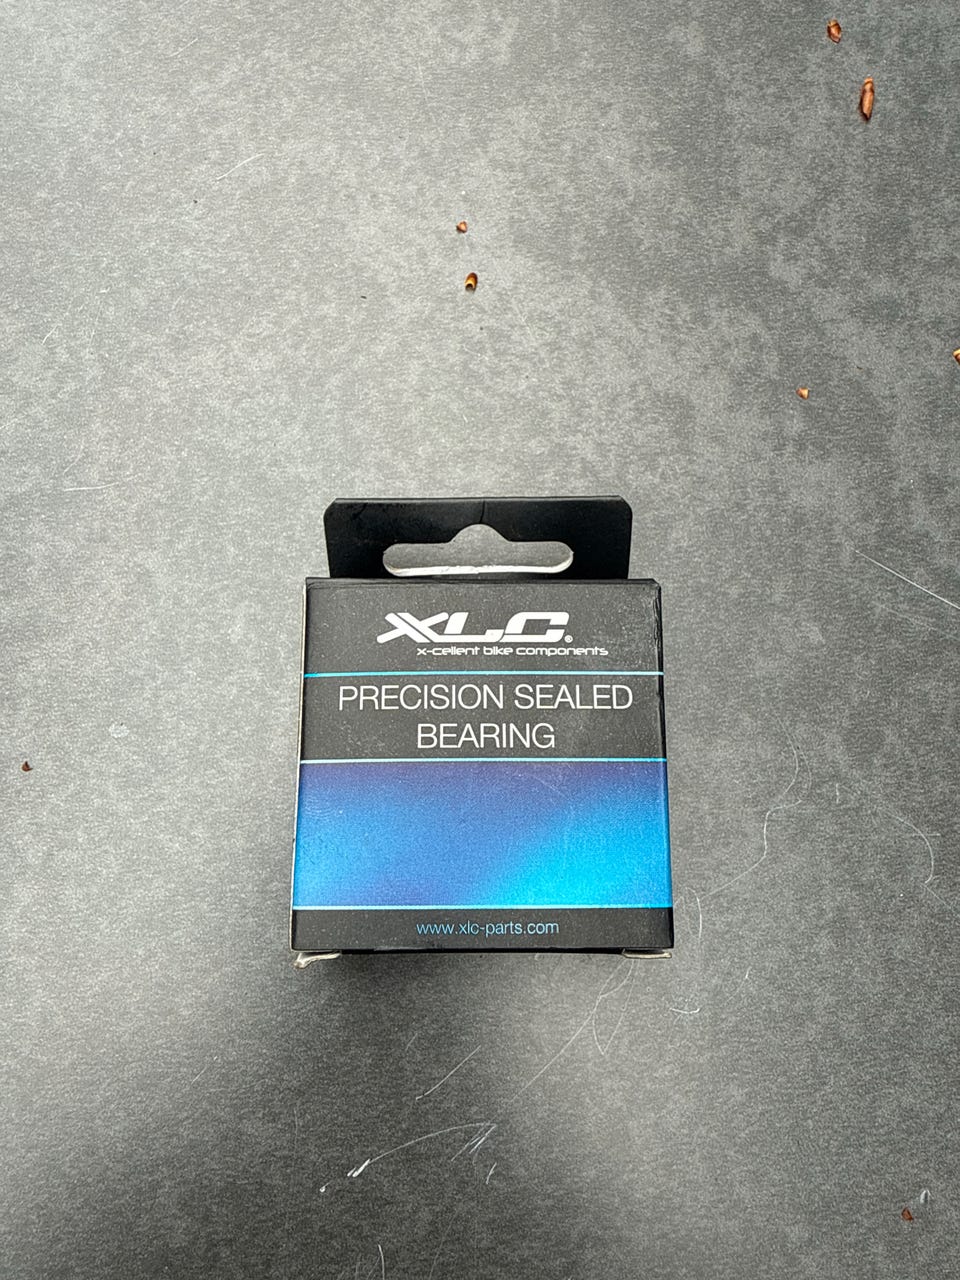 XLC®
x-cellent bike components
PRECISION SEALED
BEARING
www.xlc-parts.com